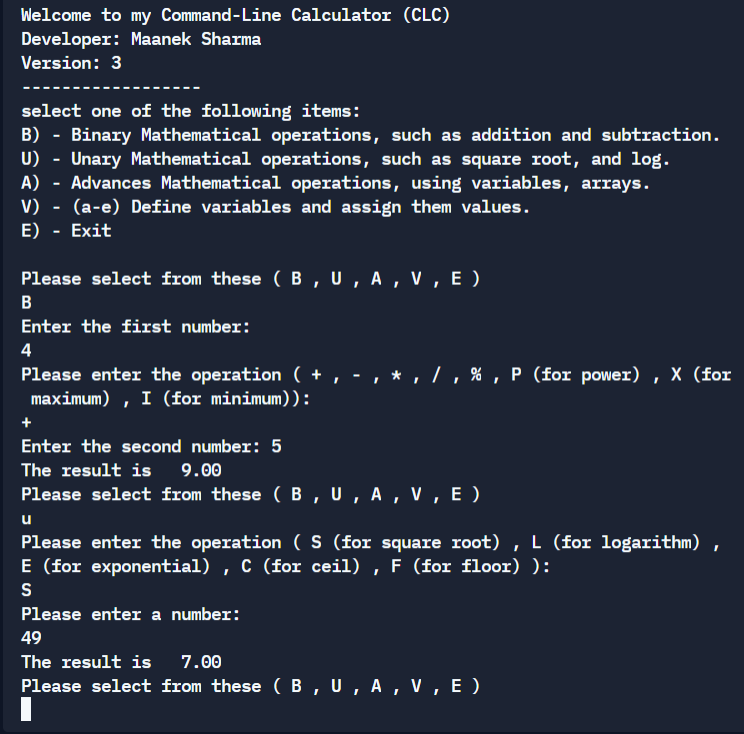 Welcome to my Command-Line Calculator (CLC)
Developer: Maanek Sharma
Version: 3
------------------
select one of the following items:
B) - Binary Mathematical operations, such as addition and subtraction.
U) - Unary Mathematical operations, such as square root, and log.
A) - Advances Mathematical operations, using variables, arrays.
V) - (a-e) Define variables and assign them values.
E) - Exit
Please select from these ( B , U , A , V , E )
B
Enter the first number:
4
Please enter the operation ( + , - , * , / , % , P (for power) , X (for
maximum) , I (for minimum)):
+
Enter the second number: 5
The result is   9.00
Please select from these ( B , U , A , V , E )
u
Please enter the operation ( S (for square root) , L (for logarithm) ,
E (for exponential) , C (for ceil) , F (for floor) ):
S
Please enter a number:
49
The result is   7.00
Please select from these ( B , U , A , V , E )